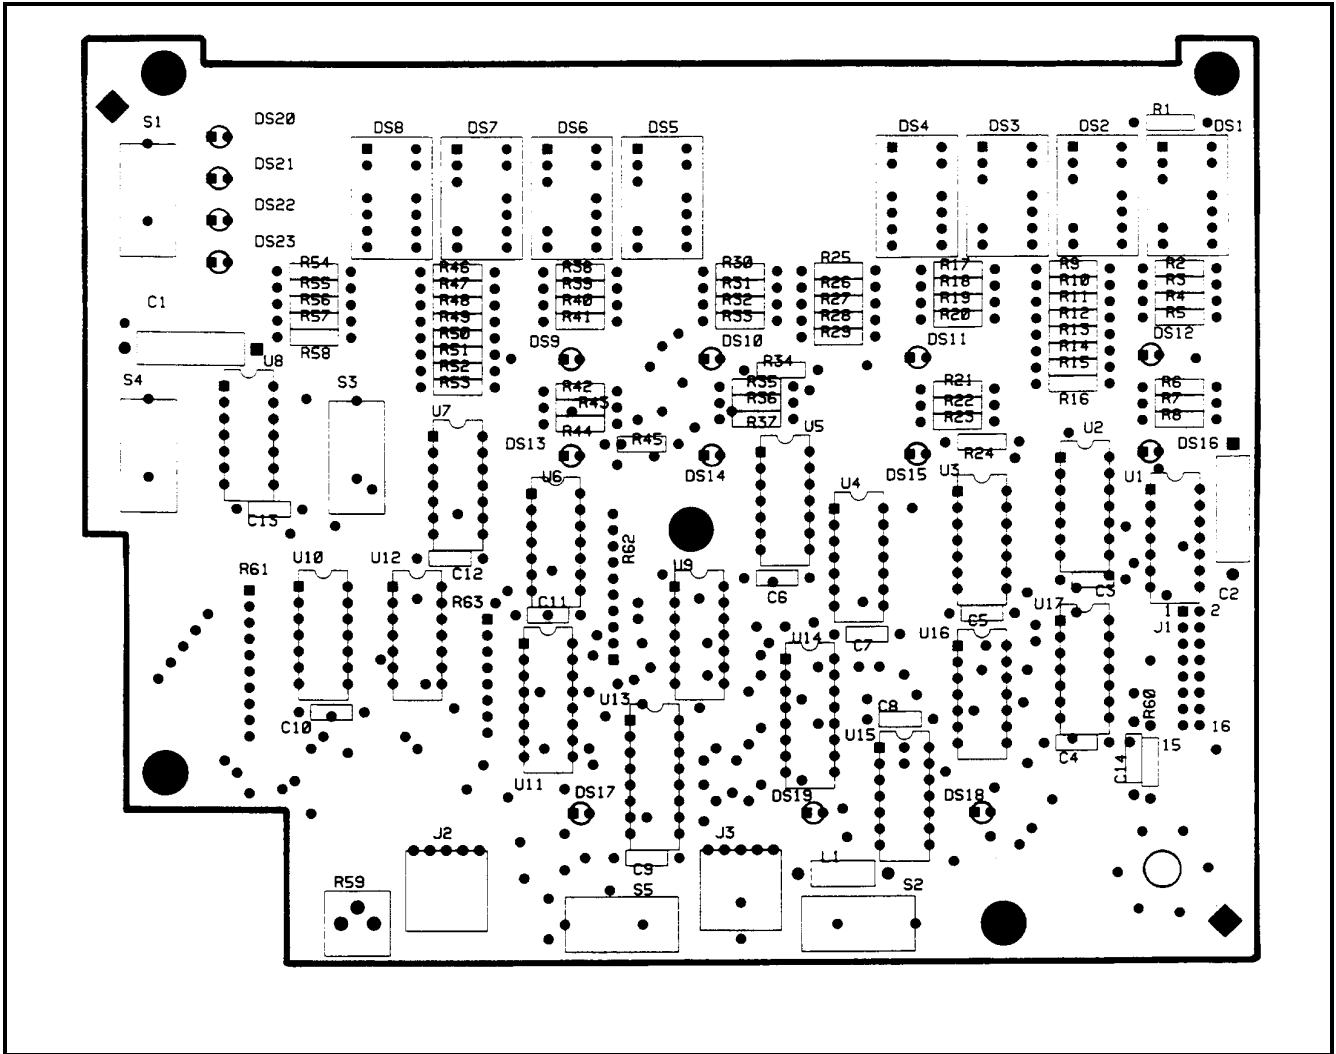 R1
S1
DS20
DS8 DS7 DS6 DS5 DS4 DS3 DS2 DS1
DS21
DS22
DS23
R54 R46 R38 R30 R25 R17 R9 R2
R55 R47 R39 R31 R26 R18 R10 R3
R56 R48 R40 R32 R27 R19 R11 R4
R57 R49 R41 R33 R28 R20 R12 R5
C1
R58 R50 R29 R13
R51 R14
R52 R15
R53 R16
DS9 DS10 DS11 DS12
U8
R34
S4 S3
R42 R35 R21 R6
R43 R36 R22 R7
R44 R37 R23 R8
U7 U5 U2
DS13 R45 R24 DS16
DS14 DS15 U3 U1
U6 U4
C13
R62
U10 U12
R61 C12 U9
C6 C3 C2
R63 C11 U17
1 2
C5 J1
U14 C7 U16
U13
C10 C8 R60 16
U15 15
C4 C14
U11
DS17 DS19 DS18
J2 J3
L1
C9
R59 S5 S2